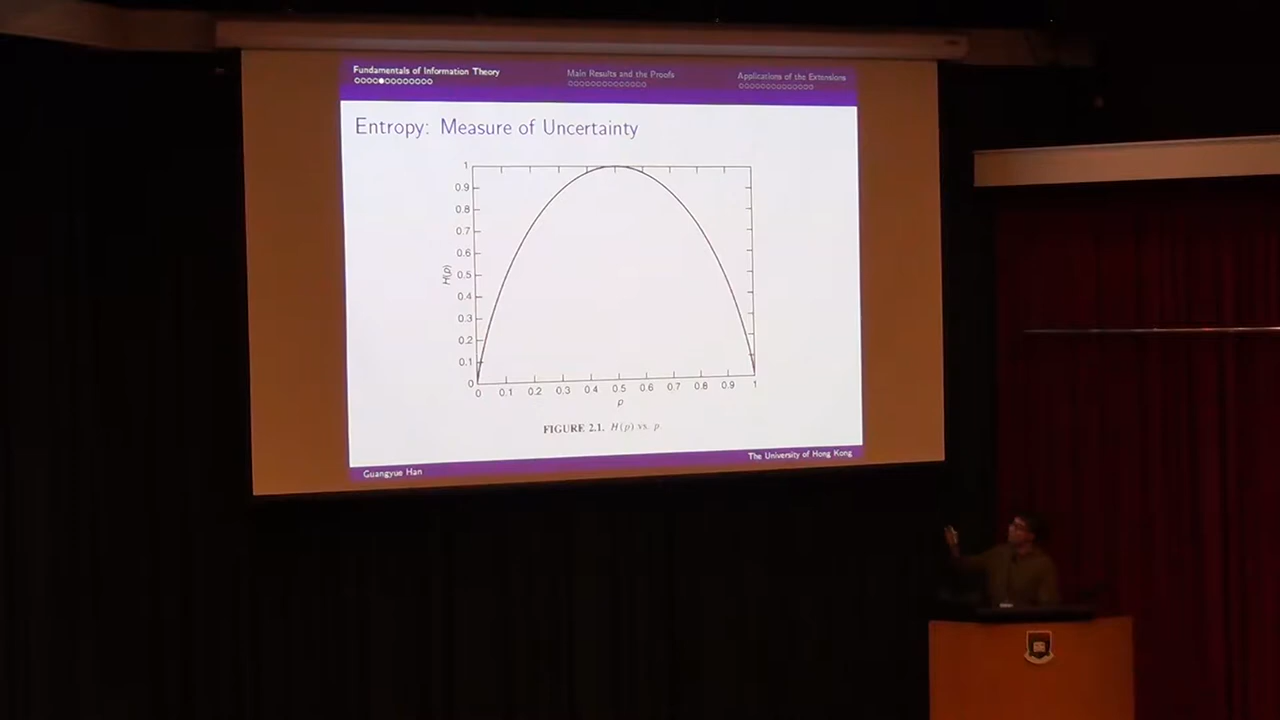 Fundamentals of Information Theory
Main Results and the Proofs
Applications of the Extensions
Entropy: Measure of Uncertainty
1
0.9
0.8
0.7
0.6
0.5
0.4
0.3
0.2
0.1
0
H(p)
0 0.1 0.2 0.3 0.4 0.5 0.6 0.7 0.8 0.9 1
p
FIGURE 2.1. H(p) vs. p.
Guangyue Han
The University of Hong Kong